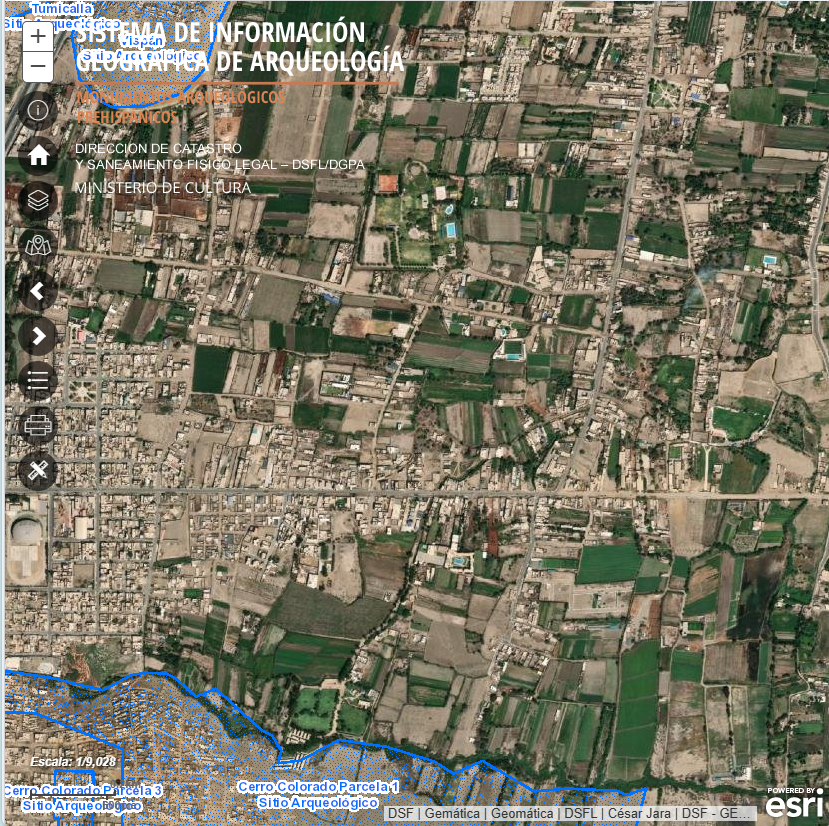 Tumicalla
Sitio Arqueológico
Vispán
Sitio Arqueológico
SISTEMA DE INFORMACIÓN
GEOGRÁFICA DE ARQUEOLOGÍA
MONUMENTOS ARQUEOLÓGICOS
PREHISPÁNICOS
DIRECCION DE CATASTRO
Y SANEAMIENTO FISICO LEGAL – DSFL/DGPA
MINISTERIO DE CULTURA
Escala: 1/9,028
Cerro Colorado Parcela 3
Sitio Arqueológico
Cerro Colorado Parcela 1
Sitio Arqueológico
DSF | Gemática | Geomática | DSFL | César Jara | DSF - GE...
POWERED BY
esri